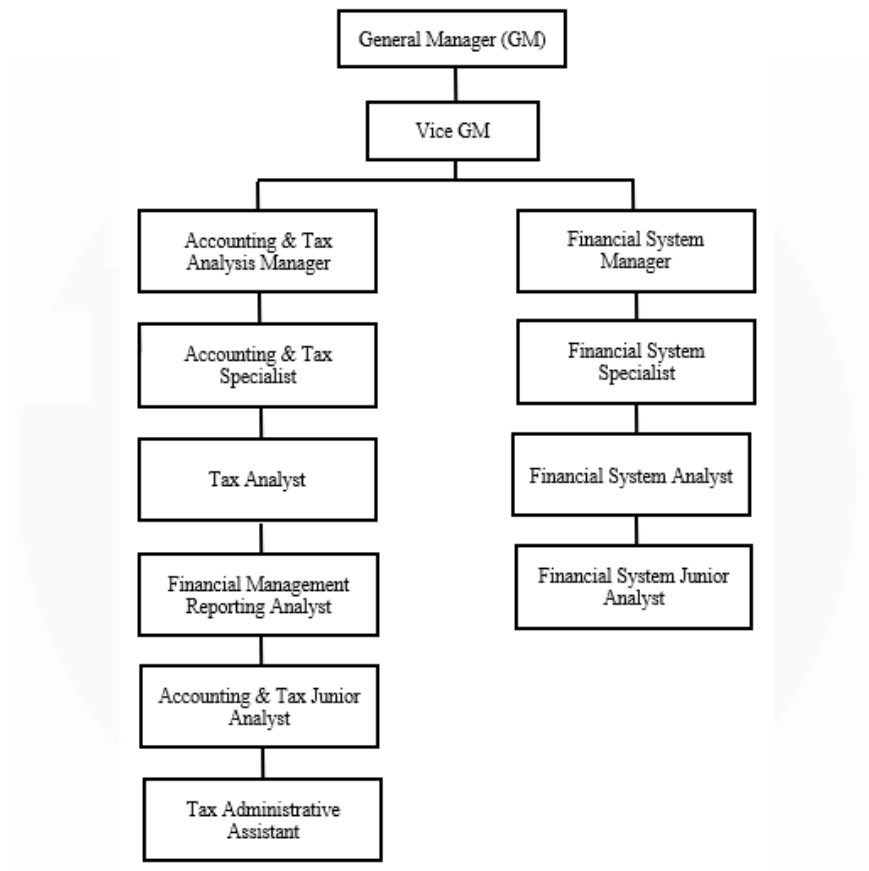 General Manager (GM)
Vice GM
Accounting & Tax
Analysis Manager
Financial System
Manager
Accounting & Tax
Specialist
Financial System
Specialist
Tax Analyst
Financial System Analyst
Financial Management
Reporting Analyst
Financial System Junior
Analyst
Accounting & Tax Junior
Analyst
Tax Administrative
Assistant